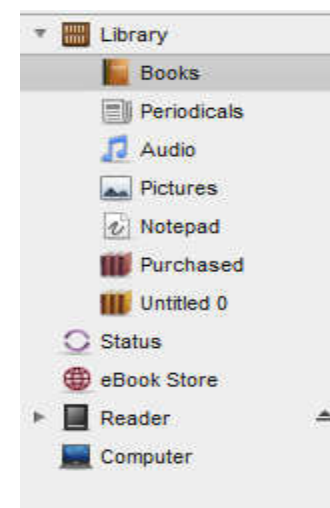 Library
Books
Periodicals
Audio
Pictures
Notepad
Purchased
Untitled 0
Status
eBook Store
Reader
Computer